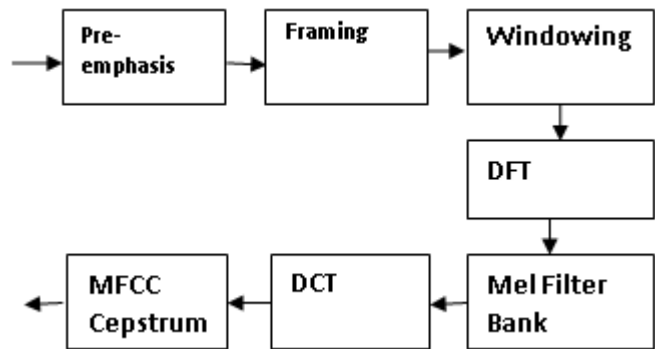 Pre-
emphasis
Framing
Windowing
DFT
Mel Filter
Bank
DCT
MFCC
Cepstrum